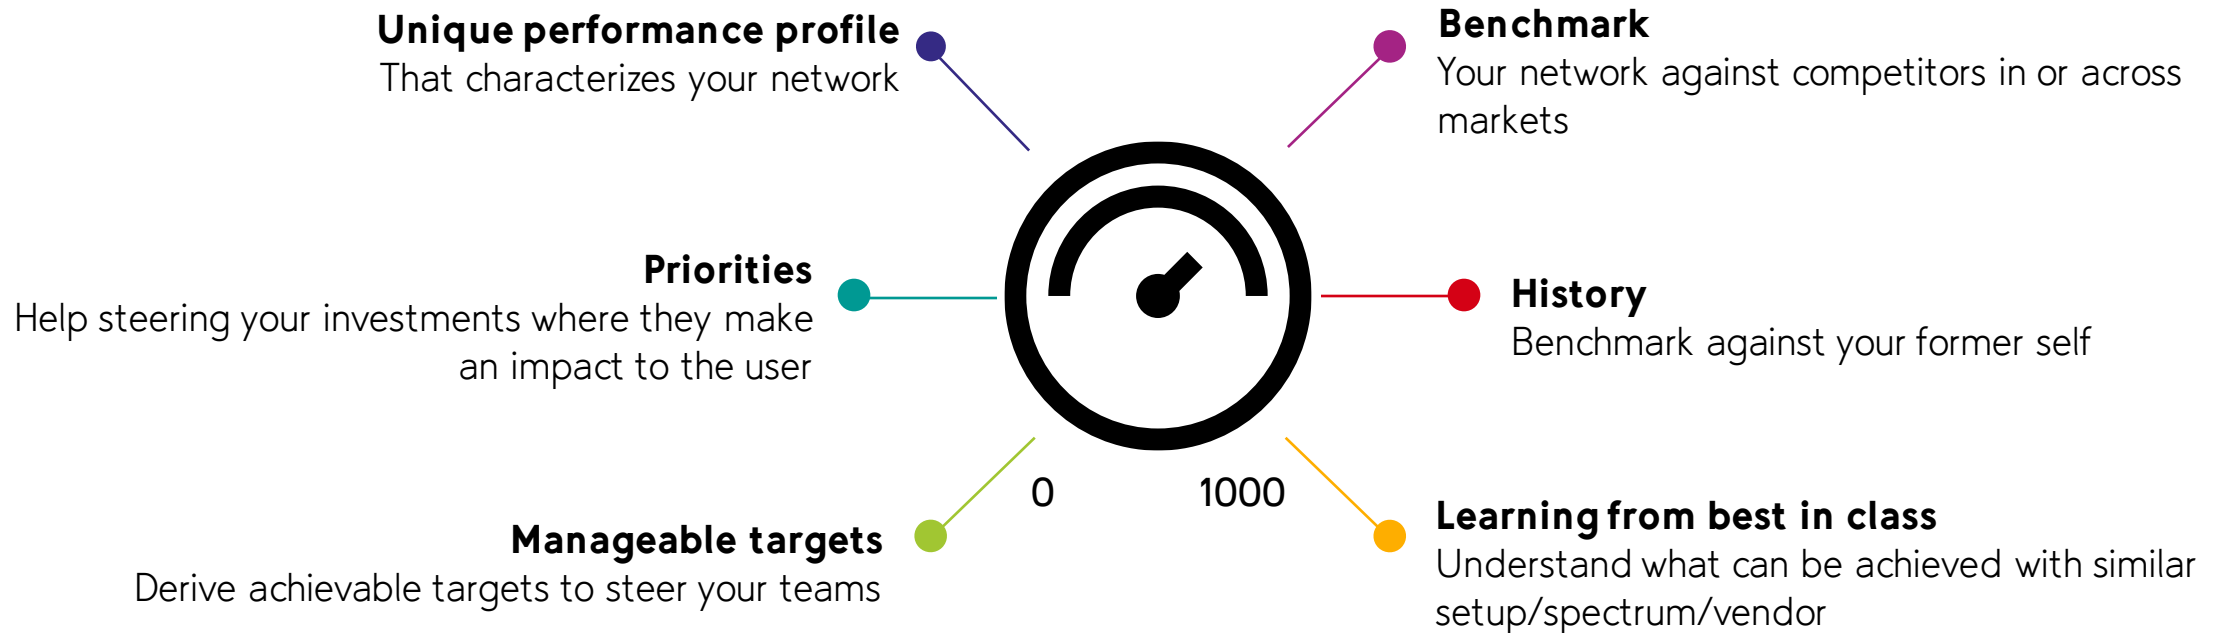 Unique performance profile
That characterizes your network
Benchmark
Your network against competitors in or across
markets
Priorities
Help steering your investments where they make
an impact to the user
History
Benchmark against your former self
0
1000
Manageable targets
Derive achievable targets to steer your teams
Learning from best in class
Understand what can be achieved with similar
setup/spectrum/vendor